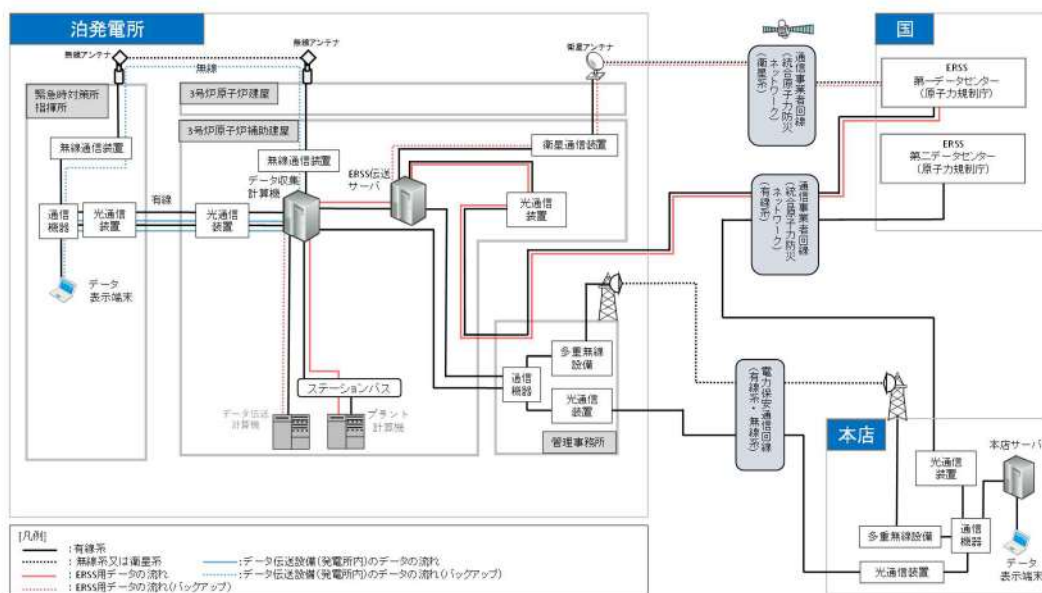 泊発電所
無線アンテナ
無線アンテナ
無線
衛星アンテナ
緊急時対策所
指揮所
3号炉原子炉建屋
3号炉原子炉補助建屋
無線通信装置
無線通信装置
データ収集
計算機
ERSS伝送
サーバ
衛星通信装置
有線
通信
機器
光通信
装置
光通信
装置
光通信
装置
データ
表示端末
ステーションバス
データ伝送
計算機
プラント
計算機
多重無線
設備
通信
機器
光通信
装置
管理事務所
通信事業者回線
(統合原子力防災
ネットワーク)
衛星系)
通信事業者回線
(統合原子力防災
ネットワーク)
(有線系)
電力保安通信回線
(有線系・無線系)
国
ERSS
第一データセンター
(原子力規制庁)
ERSS
第二データセンター
(原子力規制庁)
本店
光通信
装置
本店サーバ
多重無線設備
通信
機器
光通信装置
データ
表示端末
[凡例]
:有線系
:無線系又は衛星系
:ERSS用データの流れ
:ERSS用データの流れ(バックアップ)
:データ伝送設備(発電所内)のデータの流れ
:データ伝送設備(発電所内)のデータの流れ(バックアップ)